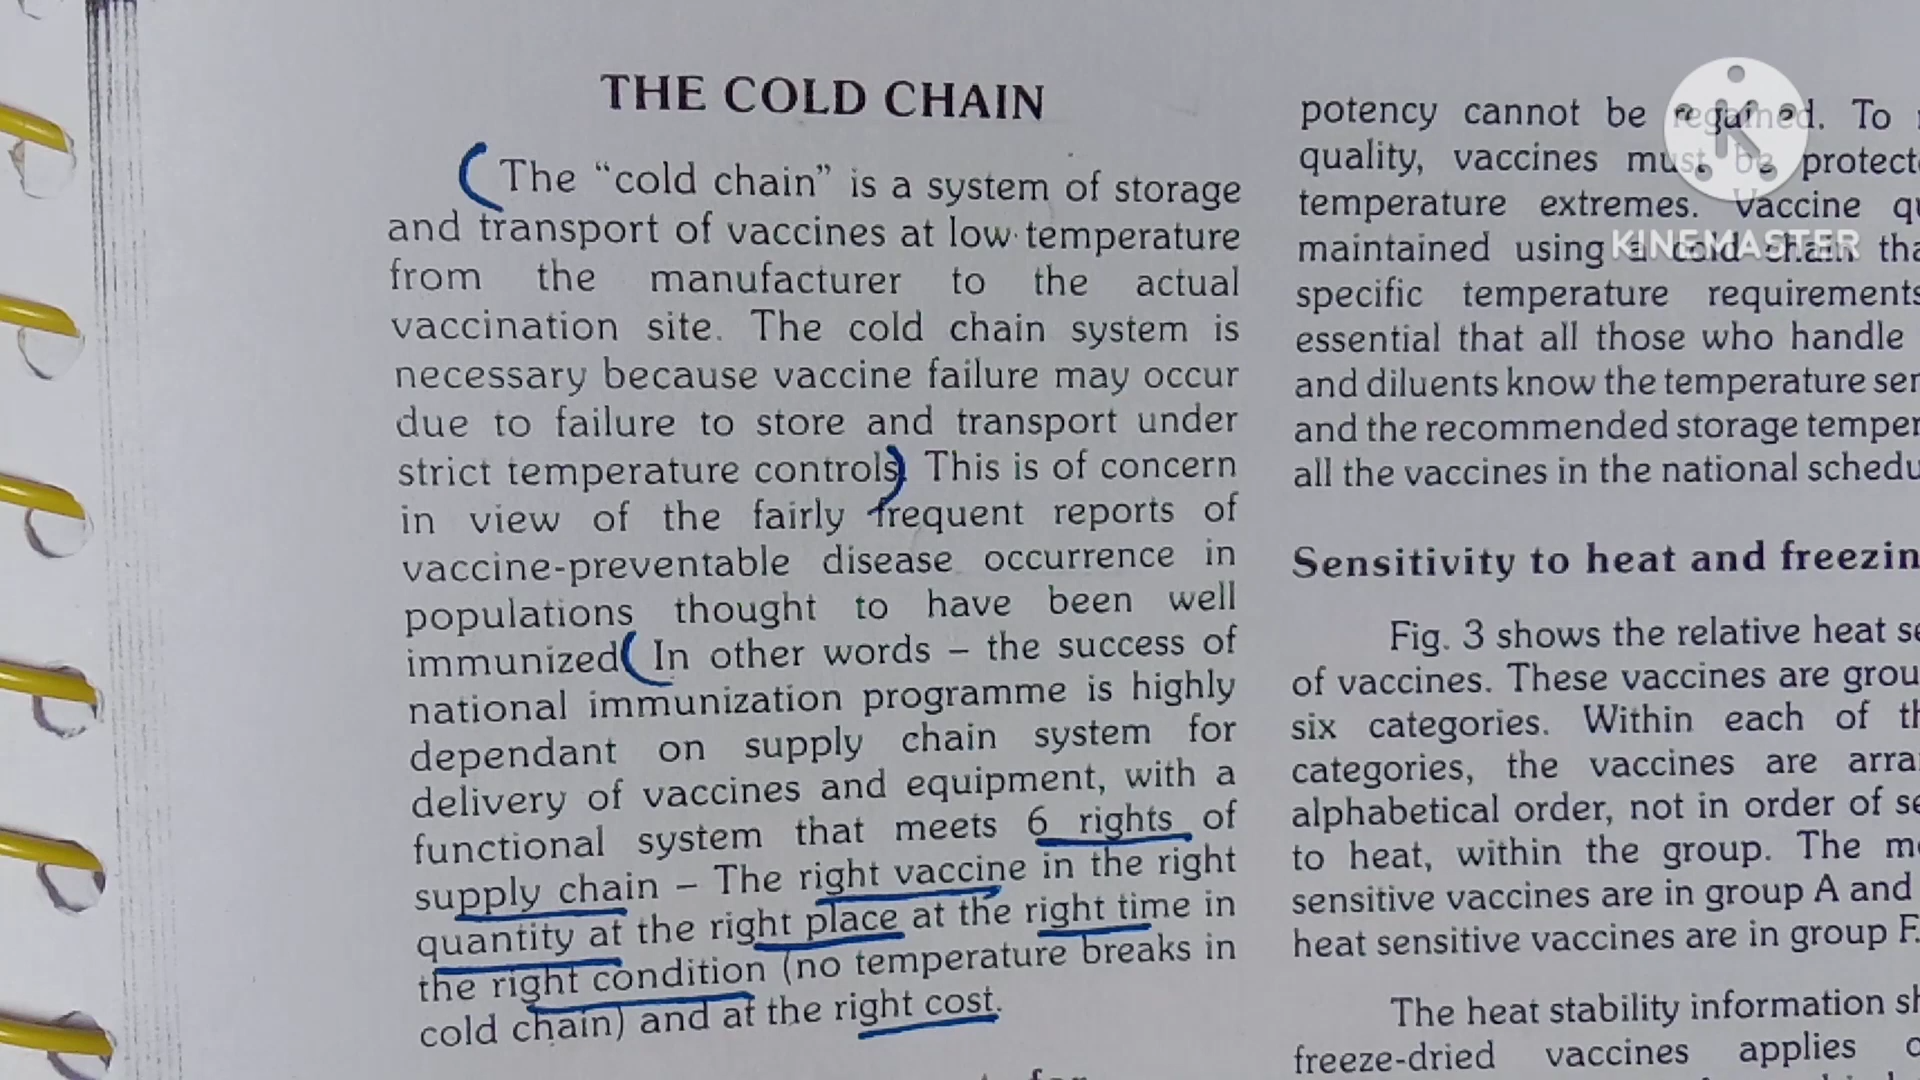 THE COLD CHAIN
The “cold chain” is a system of storage
and transport of vaccines at low temperature
from the manufacturer to the actual
vaccination site. The cold chain system is
necessary because vaccine failure may occur
due to failure to store and transport under
strict temperature controls. This is of concern
in view of the fairly frequent reports of
vaccine-preventable disease occurrence in
populations thought to have been well
immunized. In other words – the success of
national immunization programme is highly
dependant on supply chain system for
delivery of vaccines and equipment, with a
functional system that meets 6 rights of
supply chain – The right vaccine in the right
quantity at the right place at the right time in
the right condition (no temperature breaks in
cold chain) and at the right cost.
potency cannot be regained. To
quality, vaccines must be
temperature extremes. Vaccine
maintained using a cold chain
specific temperature requirements
essential that all those who handle
and diluents know the temperature
and the recommended storage
all the vaccines in the national
Sensitivity to heat and
Fig. 3 shows the relative heat
of vaccines. These vaccines are
six categories. Within each of
categories, the vaccines are
alphabetical order, not in order of
to heat, within the group. The
sensitive vaccines are in group A and
heat sensitive vaccines are in group F.
The heat stability information
freeze-dried vaccines applies
KINEMASTER